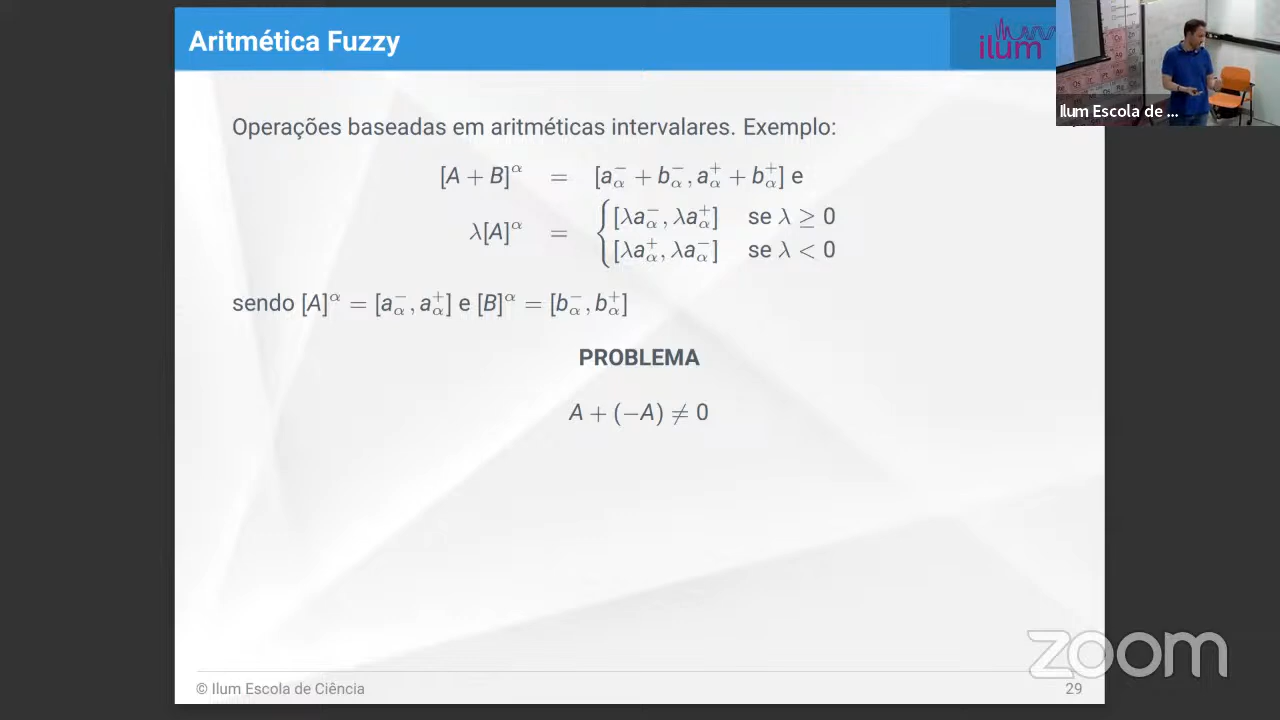 Aritmética Fuzzy
ilum
Ilum Escola de ...
Operações baseadas em aritméticas intervalares. Exemplo:
[A + B]^α = [a_α^− + b_α^−, a_α^+ + b_α^+] e
λ[A]^α = { [λa_α^−, λa_α^+] se λ ≥ 0
[λa_α^+, λa_α^−] se λ < 0
sendo [A]^α = [a_α^−, a_α^+] e [B]^α = [b_α^−, b_α^+]
PROBLEMA
A + (−A) ≠ 0
zoom
© Ilum Escola de Ciência
29